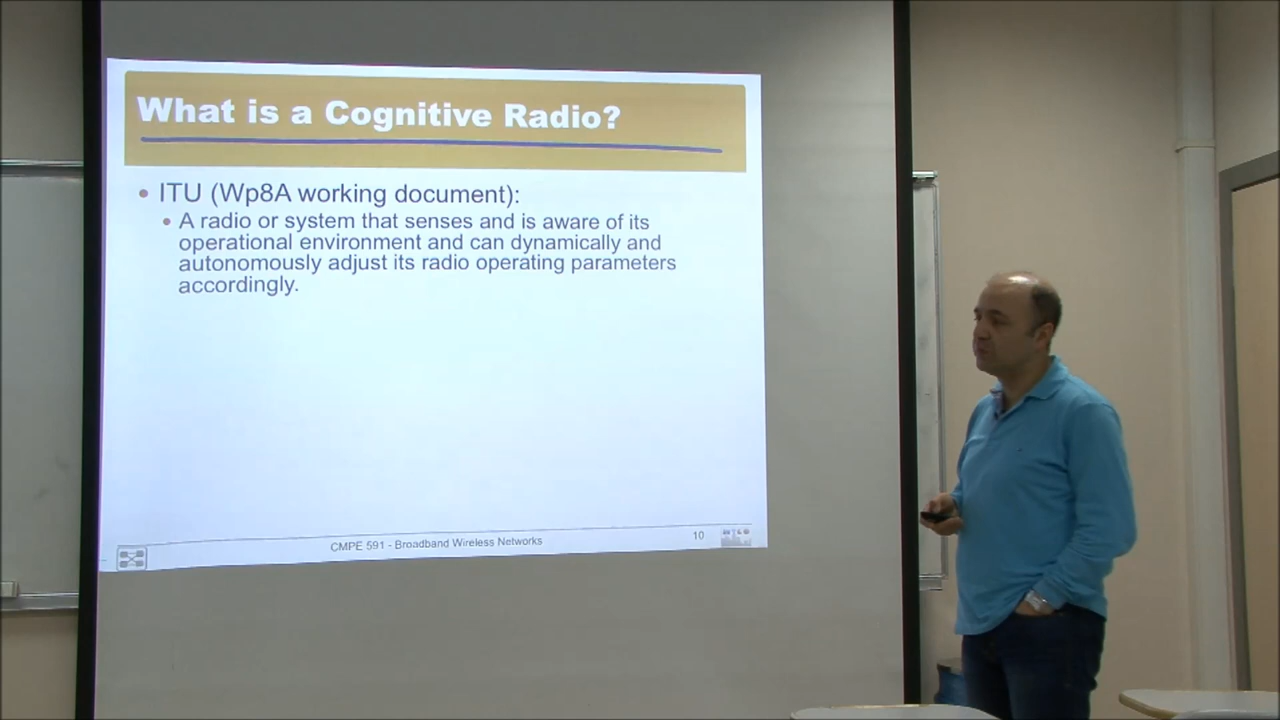 What is a Cognitive Radio?
• ITU (Wp8A working document):
• A radio or system that senses and is aware of its
operational environment and can dynamically and
autonomously adjust its radio operating parameters
accordingly.
CMPE 591 - Broadband Wireless Networks
10